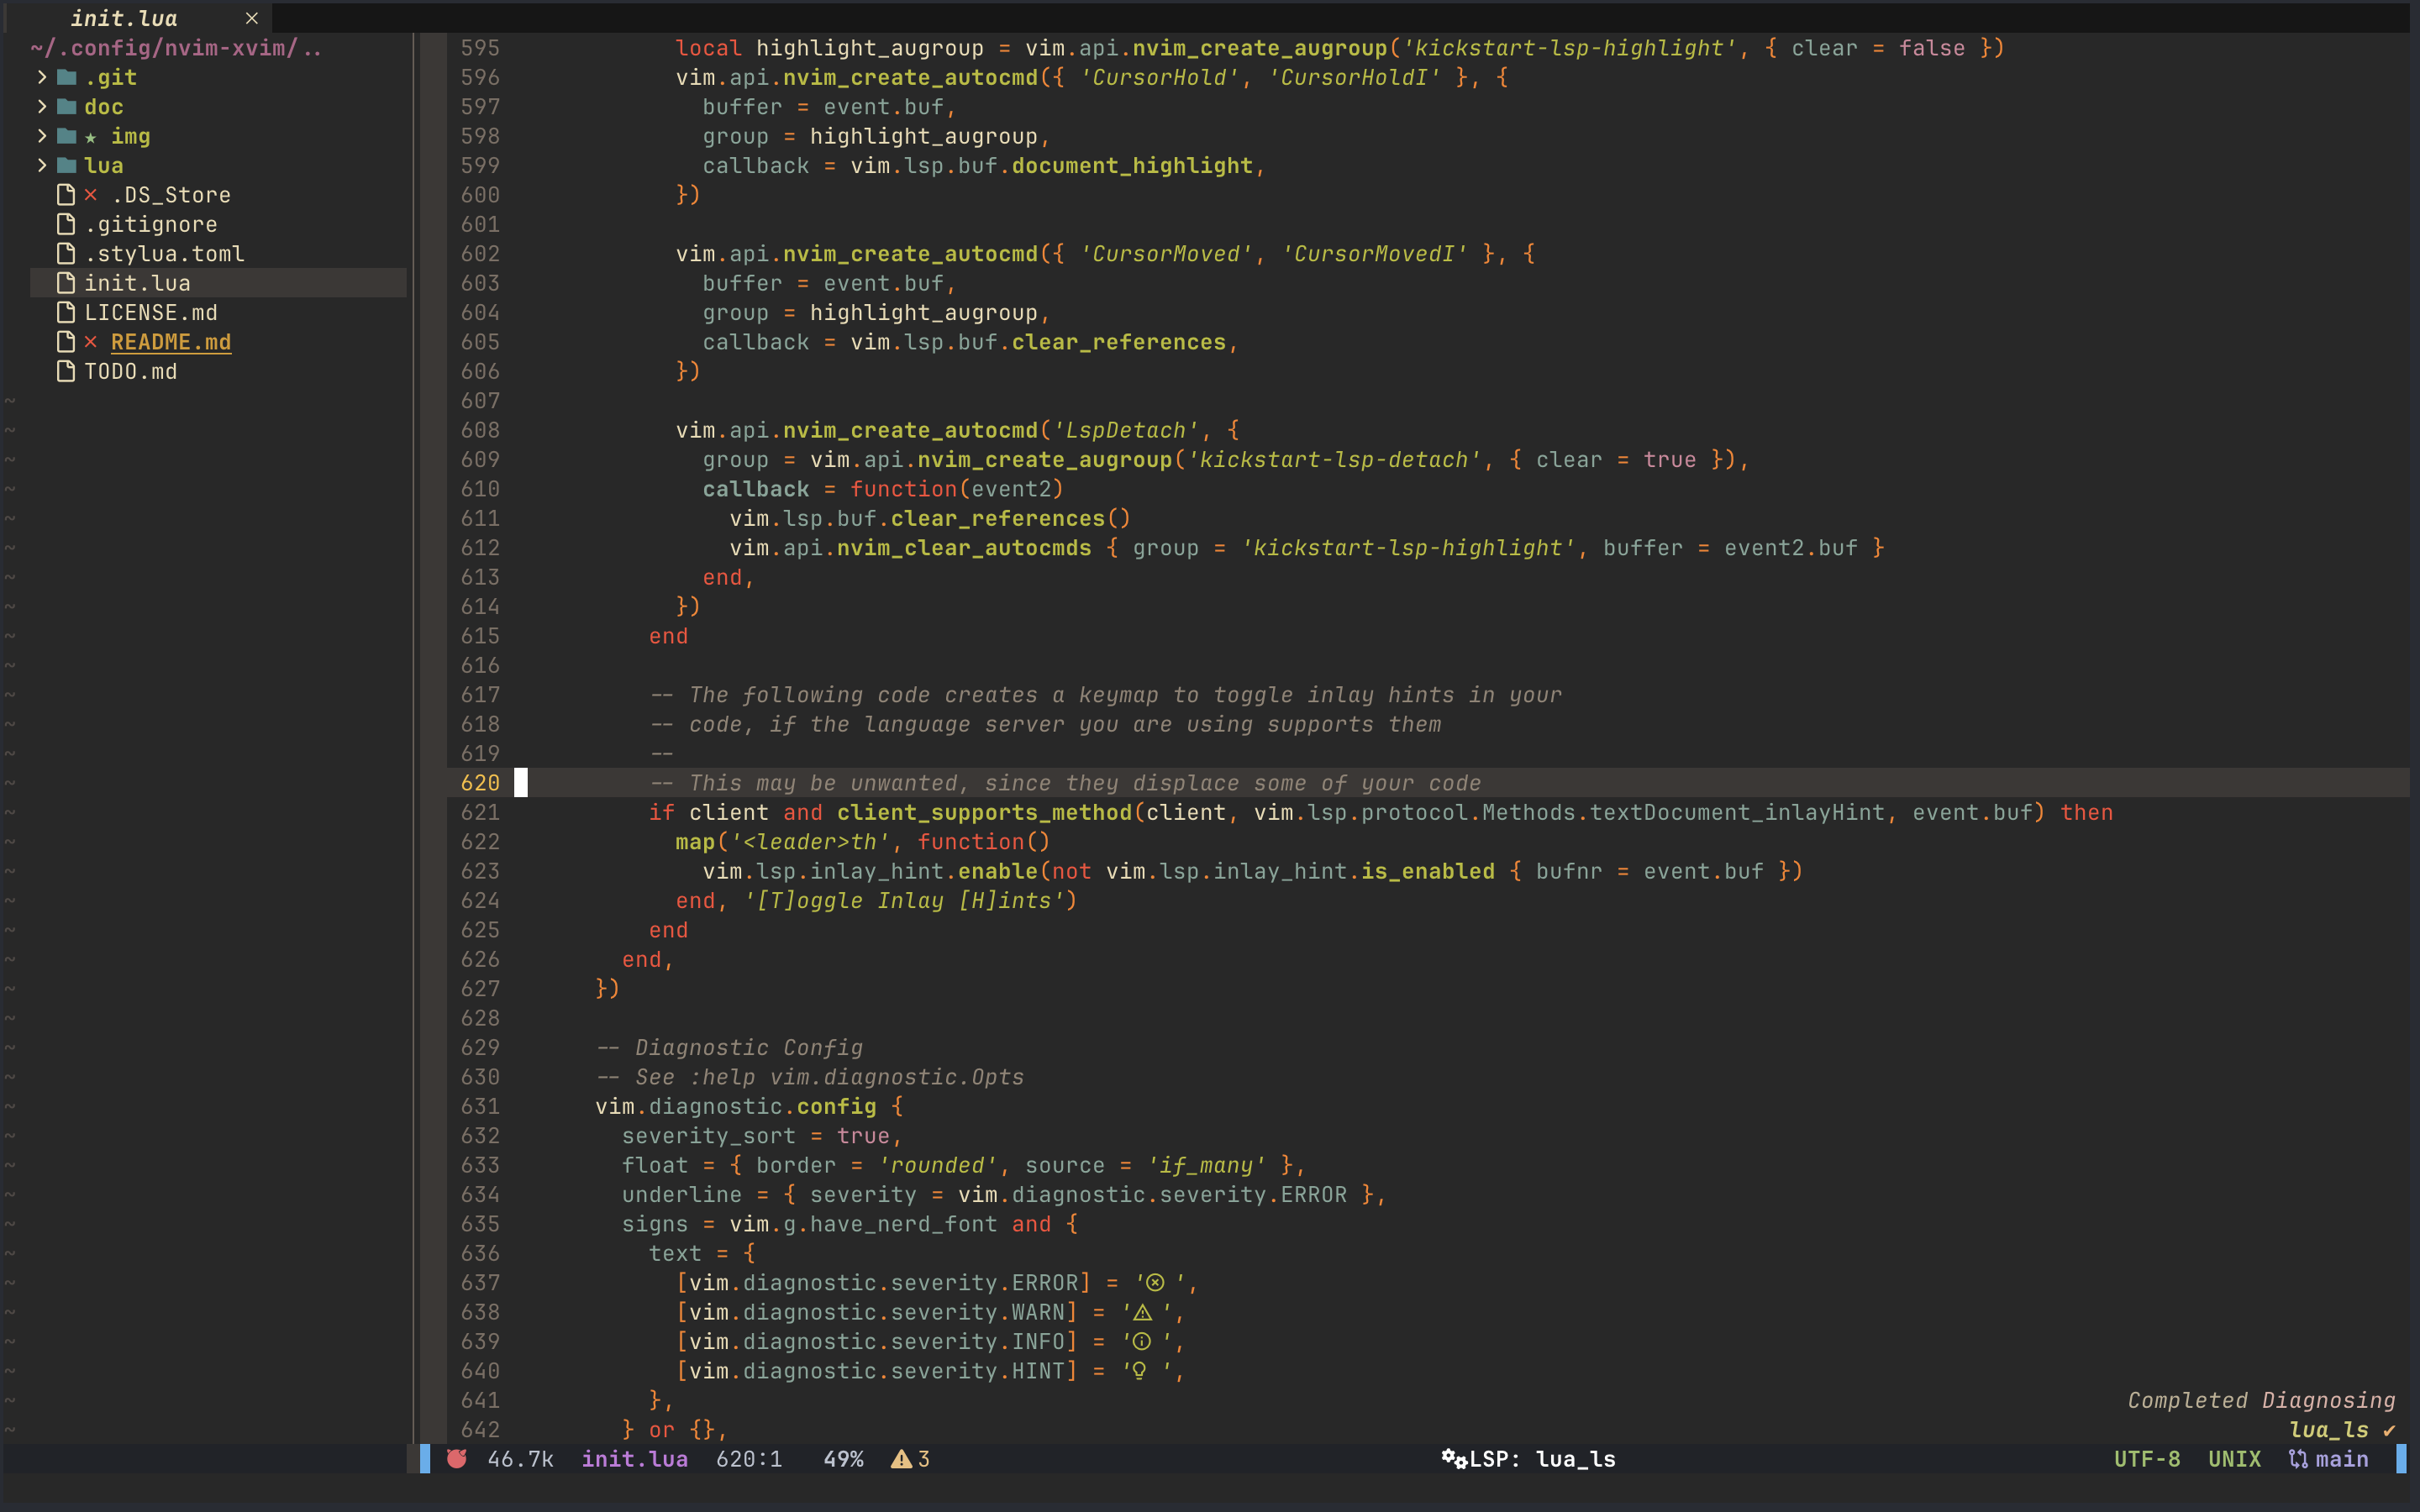 init.lua ×
~/.config/nvim-xvim/..
.git
doc
★ img
lua
× .DS_Store
.gitignore
.stylua.toml
init.lua
LICENSE.md
× README.md
TODO.md
595 local highlight_augroup = vim.api.nvim_create_augroup('kickstart-lsp-highlight', { clear = false })
596 vim.api.nvim_create_autocmd({ 'CursorHold', 'CursorHoldI' }, {
597 buffer = event.buf,
598 group = highlight_augroup,
599 callback = vim.lsp.buf.document_highlight,
600 })
601
602 vim.api.nvim_create_autocmd({ 'CursorMoved', 'CursorMovedI' }, {
603 buffer = event.buf,
604 group = highlight_augroup,
605 callback = vim.lsp.buf.clear_references,
606 })
607
608 vim.api.nvim_create_autocmd('LspDetach', {
609 group = vim.api.nvim_create_augroup('kickstart-lsp-detach', { clear = true }),
610 callback = function(event2)
611 vim.lsp.buf.clear_references()
612 vim.api.nvim_clear_autocmds { group = 'kickstart-lsp-highlight', buffer = event2.buf }
613 end,
614 })
615 end
616
617 -- The following code creates a keymap to toggle inlay hints in your
618 -- code, if the language server you are using supports them
619 --
620 -- This may be unwanted, since they displace some of your code
621 if client and client_supports_method(client, vim.lsp.protocol.Methods.textDocument_inlayHint, event.buf) then
622 map('<leader>th', function()
623 vim.lsp.inlay_hint.enable(not vim.lsp.inlay_hint.is_enabled { bufnr = event.buf })
624 end, '[T]oggle Inlay [H]ints')
625 end
626 end,
627 })
628
629 -- Diagnostic Config
630 -- See :help vim.diagnostic.Opts
631 vim.diagnostic.config {
632 severity_sort = true,
633 float = { border = 'rounded', source = 'if_many' },
634 underline = { severity = vim.diagnostic.severity.ERROR },
635 signs = vim.g.have_nerd_font and {
636 text = {
637 [vim.diagnostic.severity.ERROR] = '󰅚 ',
638 [vim.diagnostic.severity.WARN] = '󰀪 ',
639 [vim.diagnostic.severity.INFO] = '󰋽 ',
640 [vim.diagnostic.severity.HINT] = '󰌶 ',
641 },
642 } or {},
Completed Diagnosing
lua_ls ✔
46.7k init.lua 620:1 49% 3 LSP: lua_ls UTF-8 UNIX main